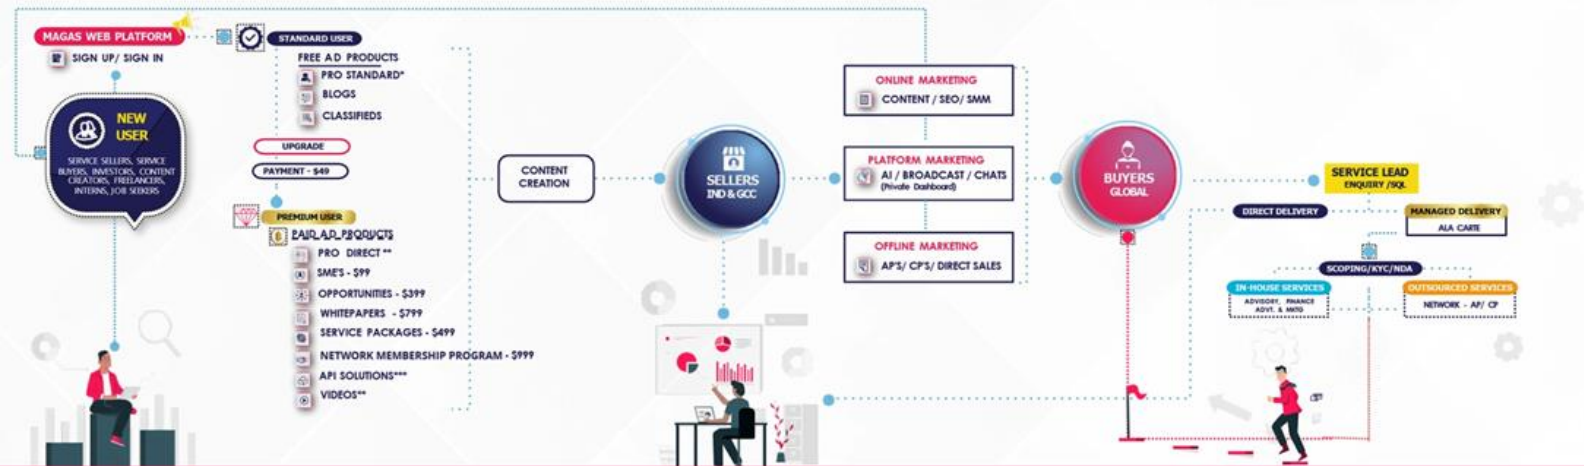 MAGAS WEB PLATFORM
SIGN UP/ SIGN IN
NEW
USER
SERVICE SELLERS, SERVICE
BUYERS, INVESTORS, CONTENT
CREATORS, FREELANCERS,
INTERNS, JOB SEEKERS
STANDARD USER
FREE AD PRODUCTS
PRO STANDARD*
BLOGS
CLASSIFIEDS
UPGRADE
PAYMENT - $49
PREMIUM USER
PAID AD PRODUCTS
PRO DIRECT **
SME'S - $99
OPPORTUNITIES - $399
WHITEPAPERS - $799
SERVICE PACKAGES - $499
NETWORK MEMBERSHIP PROGRAM - $999
API SOLUTIONS***
VIDEOS**
CONTENT
CREATION
SELLERS
IND & GCC
ONLINE MARKETING
CONTENT / SEO/ SMM
PLATFORM MARKETING
AI / BROADCAST / CHATS
(Private Dashboard)
OFFLINE MARKETING
AP'S/ CP'S/ DIRECT SALES
BUYERS
GLOBAL
SERVICE LEAD
ENQUIRY /SQL
DIRECT DELIVERY
MANAGED DELIVERY
ALA CARTE
SCOPING/KYC/NDA
IN-HOUSE SERVICES
ADVISORY, FINANCE
ADVT. & MKTG
OUTSOURCED SERVICES
NETWORK - AP/ CP